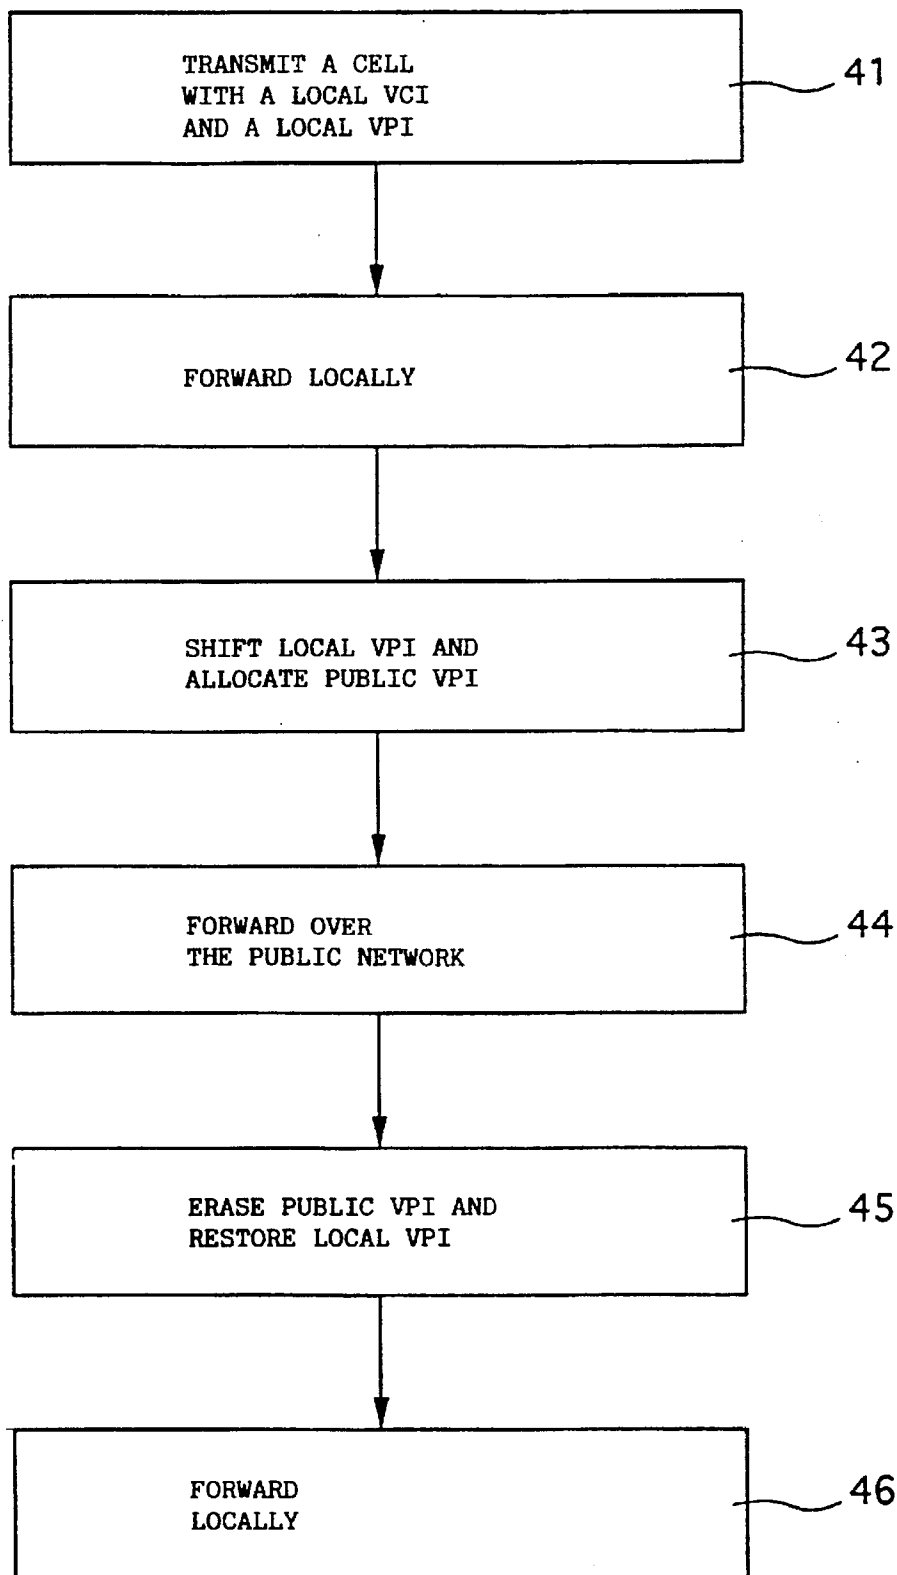 TRANSMIT A CELL
WITH A LOCAL VCI
AND A LOCAL VPI
41
FORWARD LOCALLY
42
SHIFT LOCAL VPI AND
ALLOCATE PUBLIC VPI
43
FORWARD OVER
THE PUBLIC NETWORK
44
ERASE PUBLIC VPI AND
RESTORE LOCAL VPI
45
FORWARD
LOCALLY
46